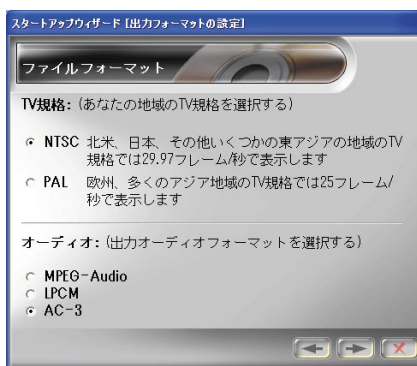 スタートアップウィザード [出力フォーマットの設定]
ファイルフォーマット
TV規格: (あなたの地域のTV規格を選択する)
NTSC 北米、日本、その他いくつかの東アジアの地域のTV
規格では29.97フレーム/秒で表示します
PAL 欧州、多くのアジア地域のTV規格では25フレーム/
秒で表示します
オーディオ: (出力オーディオフォーマットを選択する)
MPEG-Audio
LPCM
AC-3